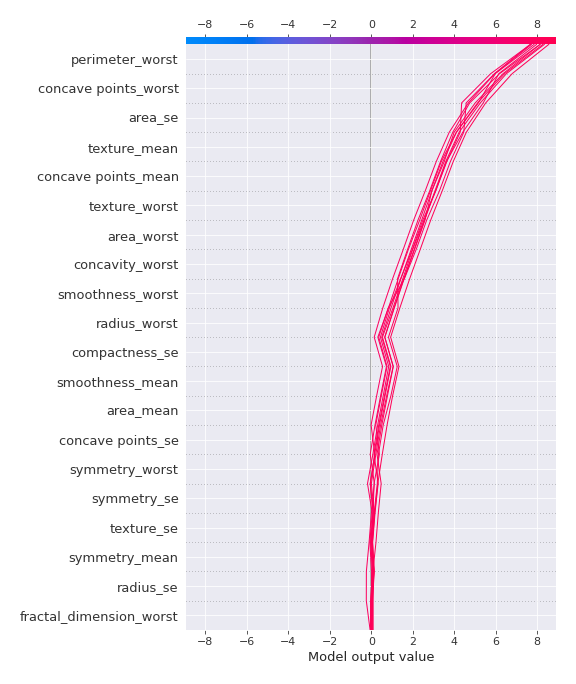 −8 −6 −4 −2 0 2 4 6 8
perimeter_worst
concave points_worst
area_se
texture_mean
concave points_mean
texture_worst
area_worst
concavity_worst
smoothness_worst
radius_worst
compactness_se
smoothness_mean
area_mean
concave points_se
symmetry_worst
symmetry_se
texture_se
symmetry_mean
radius_se
fractal_dimension_worst
−8 −6 −4 −2 0 2 4 6 8
Model output value